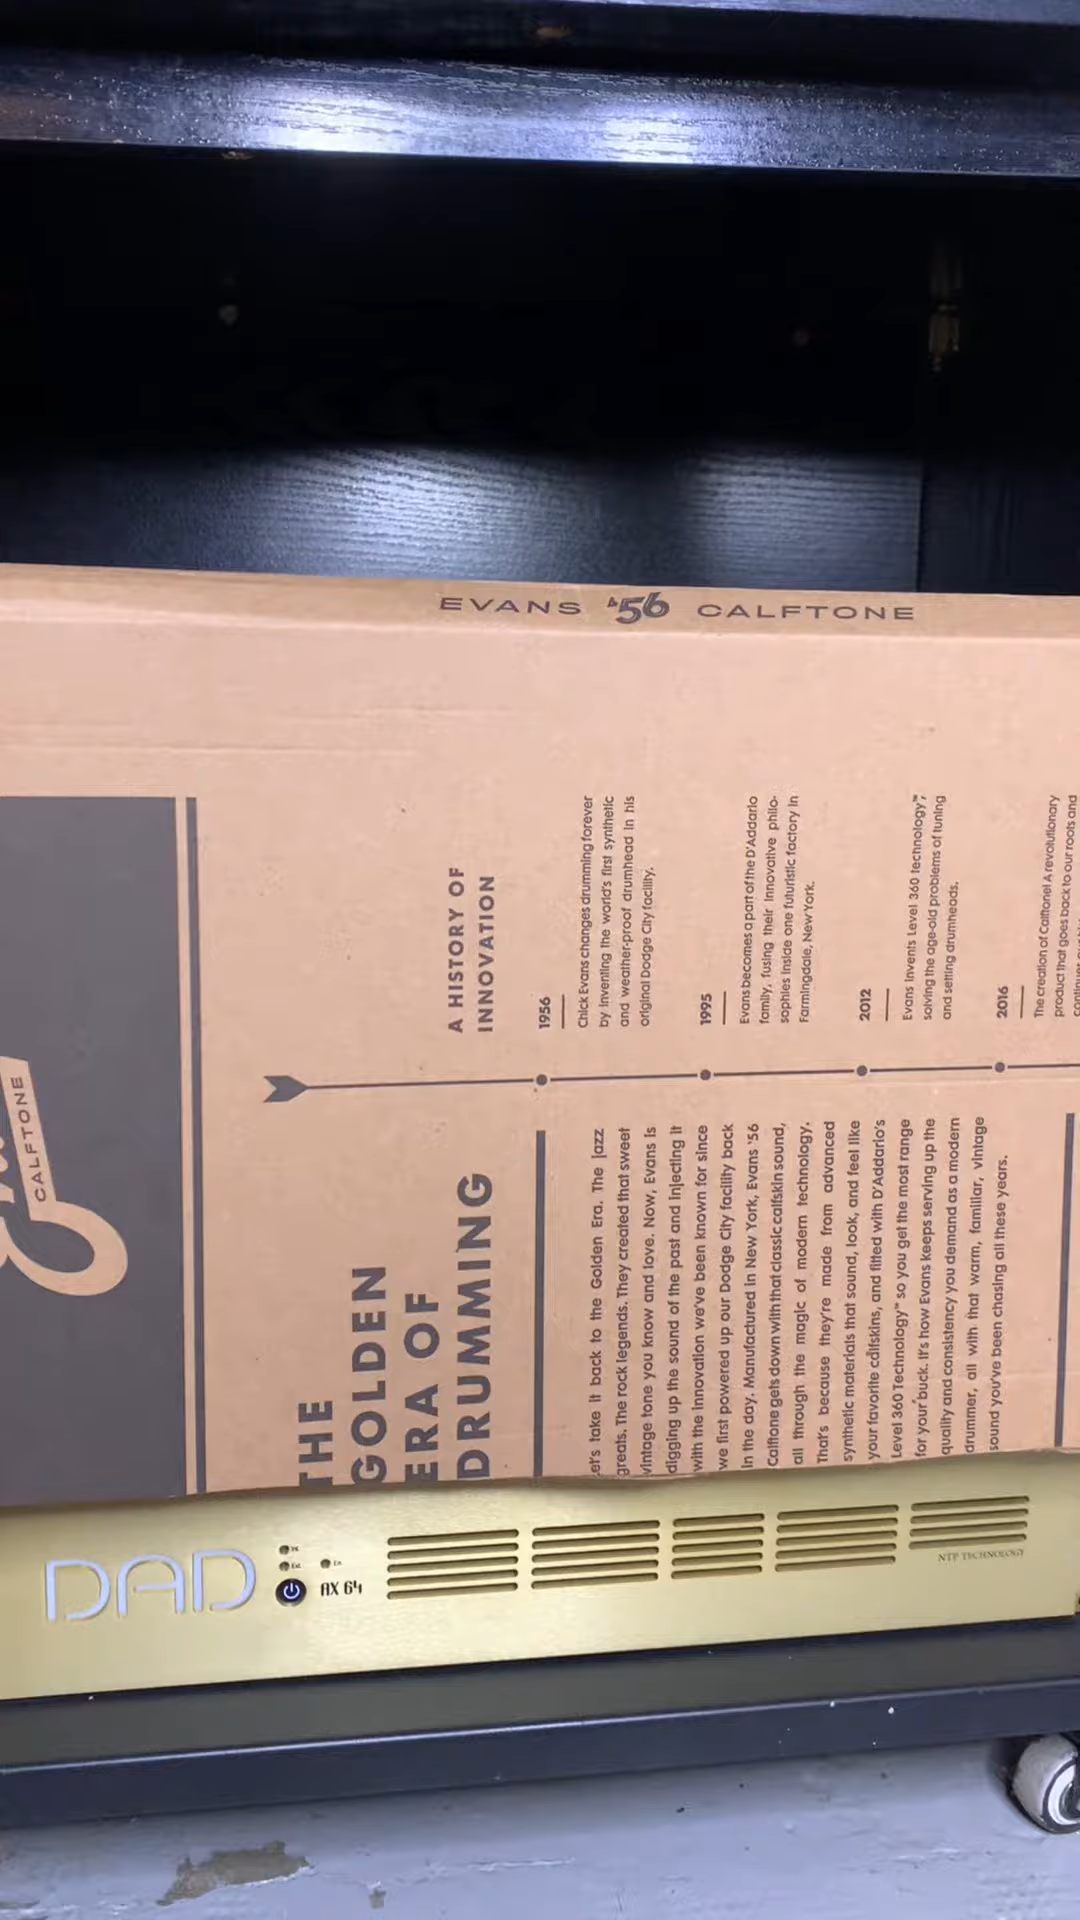 EVANS '56 CALFTONE
CALFTONE
THE
GOLDEN
ERA OF
DRUMMING
Let's take it back to the Golden Era. The jazz
greats. The rock legends. They created that sweet
vintage tone you know and love. Now, Evans is
digging up the sound of the past and injecting it
with the innovation we've been known for since
we first powered up our Dodge City facility back
in the day. Manufactured in New York, Evans '56
Calftone gets down with that classic calfskin sound,
all through the magic of modern technology.
That's because they're made from advanced
synthetic materials that sound, look, and feel like
your favorite calfskins, and fitted with D'Addario's
Level 360 Technology™ so you get the most range
for your buck. It's how Evans keeps serving up the
quality and consistency you demand as a modern
drummer, all with that warm, familiar, vintage
sound you've been chasing all these years.
A HISTORY OF
INNOVATION
1956
Chick Evans changes drumming forever
by inventing the world's first synthetic
and weather-proof drumhead in his
original Dodge City facility.
1995
Evans becomes a part of the D'Addario
family, fusing their innovative philo-
sophies inside one futuristic factory in
Farmingdale, New York.
2012
Evans invents Level 360 technology™,
solving the age-old problems of tuning
and setting drumheads.
2016
The creation of Calftone! A revolutionary
product that goes back to our roots and
DAD
AX 64
NTP TECHNOLOGY